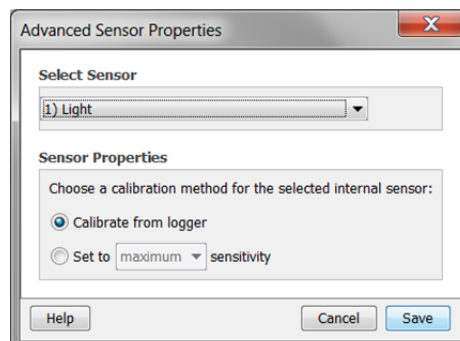 Advanced Sensor Properties
Select Sensor
1) Light
Sensor Properties
Choose a calibration method for the selected internal sensor:
Calibrate from logger
Set to maximum sensitivity
Help Cancel Save